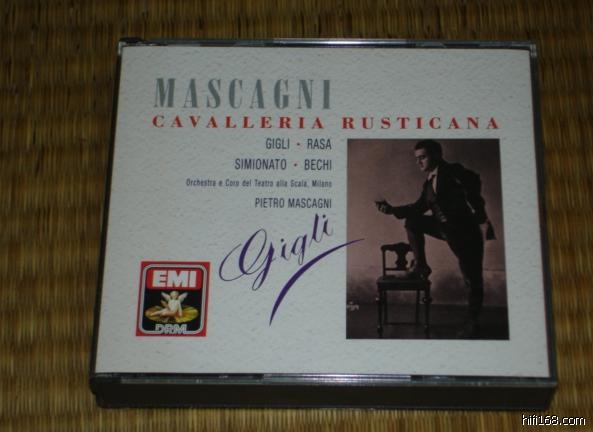 MASCAGNI
CAVALLERIA RUSTICANA
GIGLI • RASA
SIMIONATO • BECHI
Orchestra e Coro del Teatro alla Scala, Milano
PIETRO MASCAGNI
Gigli
EMI
DRM
hifi168.com